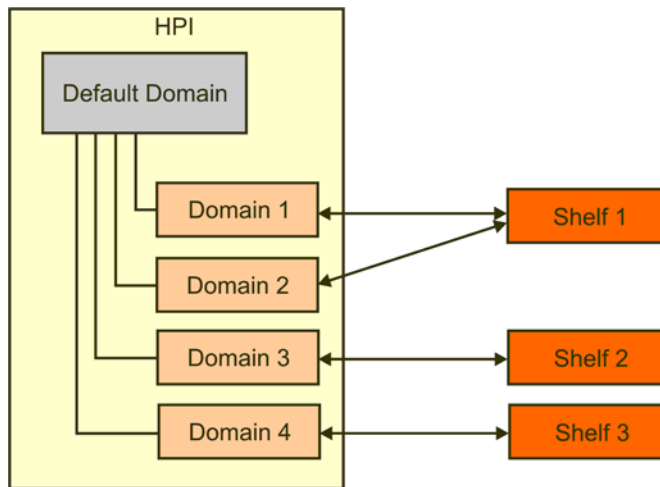 HPI
Default Domain
Domain 1
Shelf 1
Domain 2
Domain 3
Shelf 2
Domain 4
Shelf 3